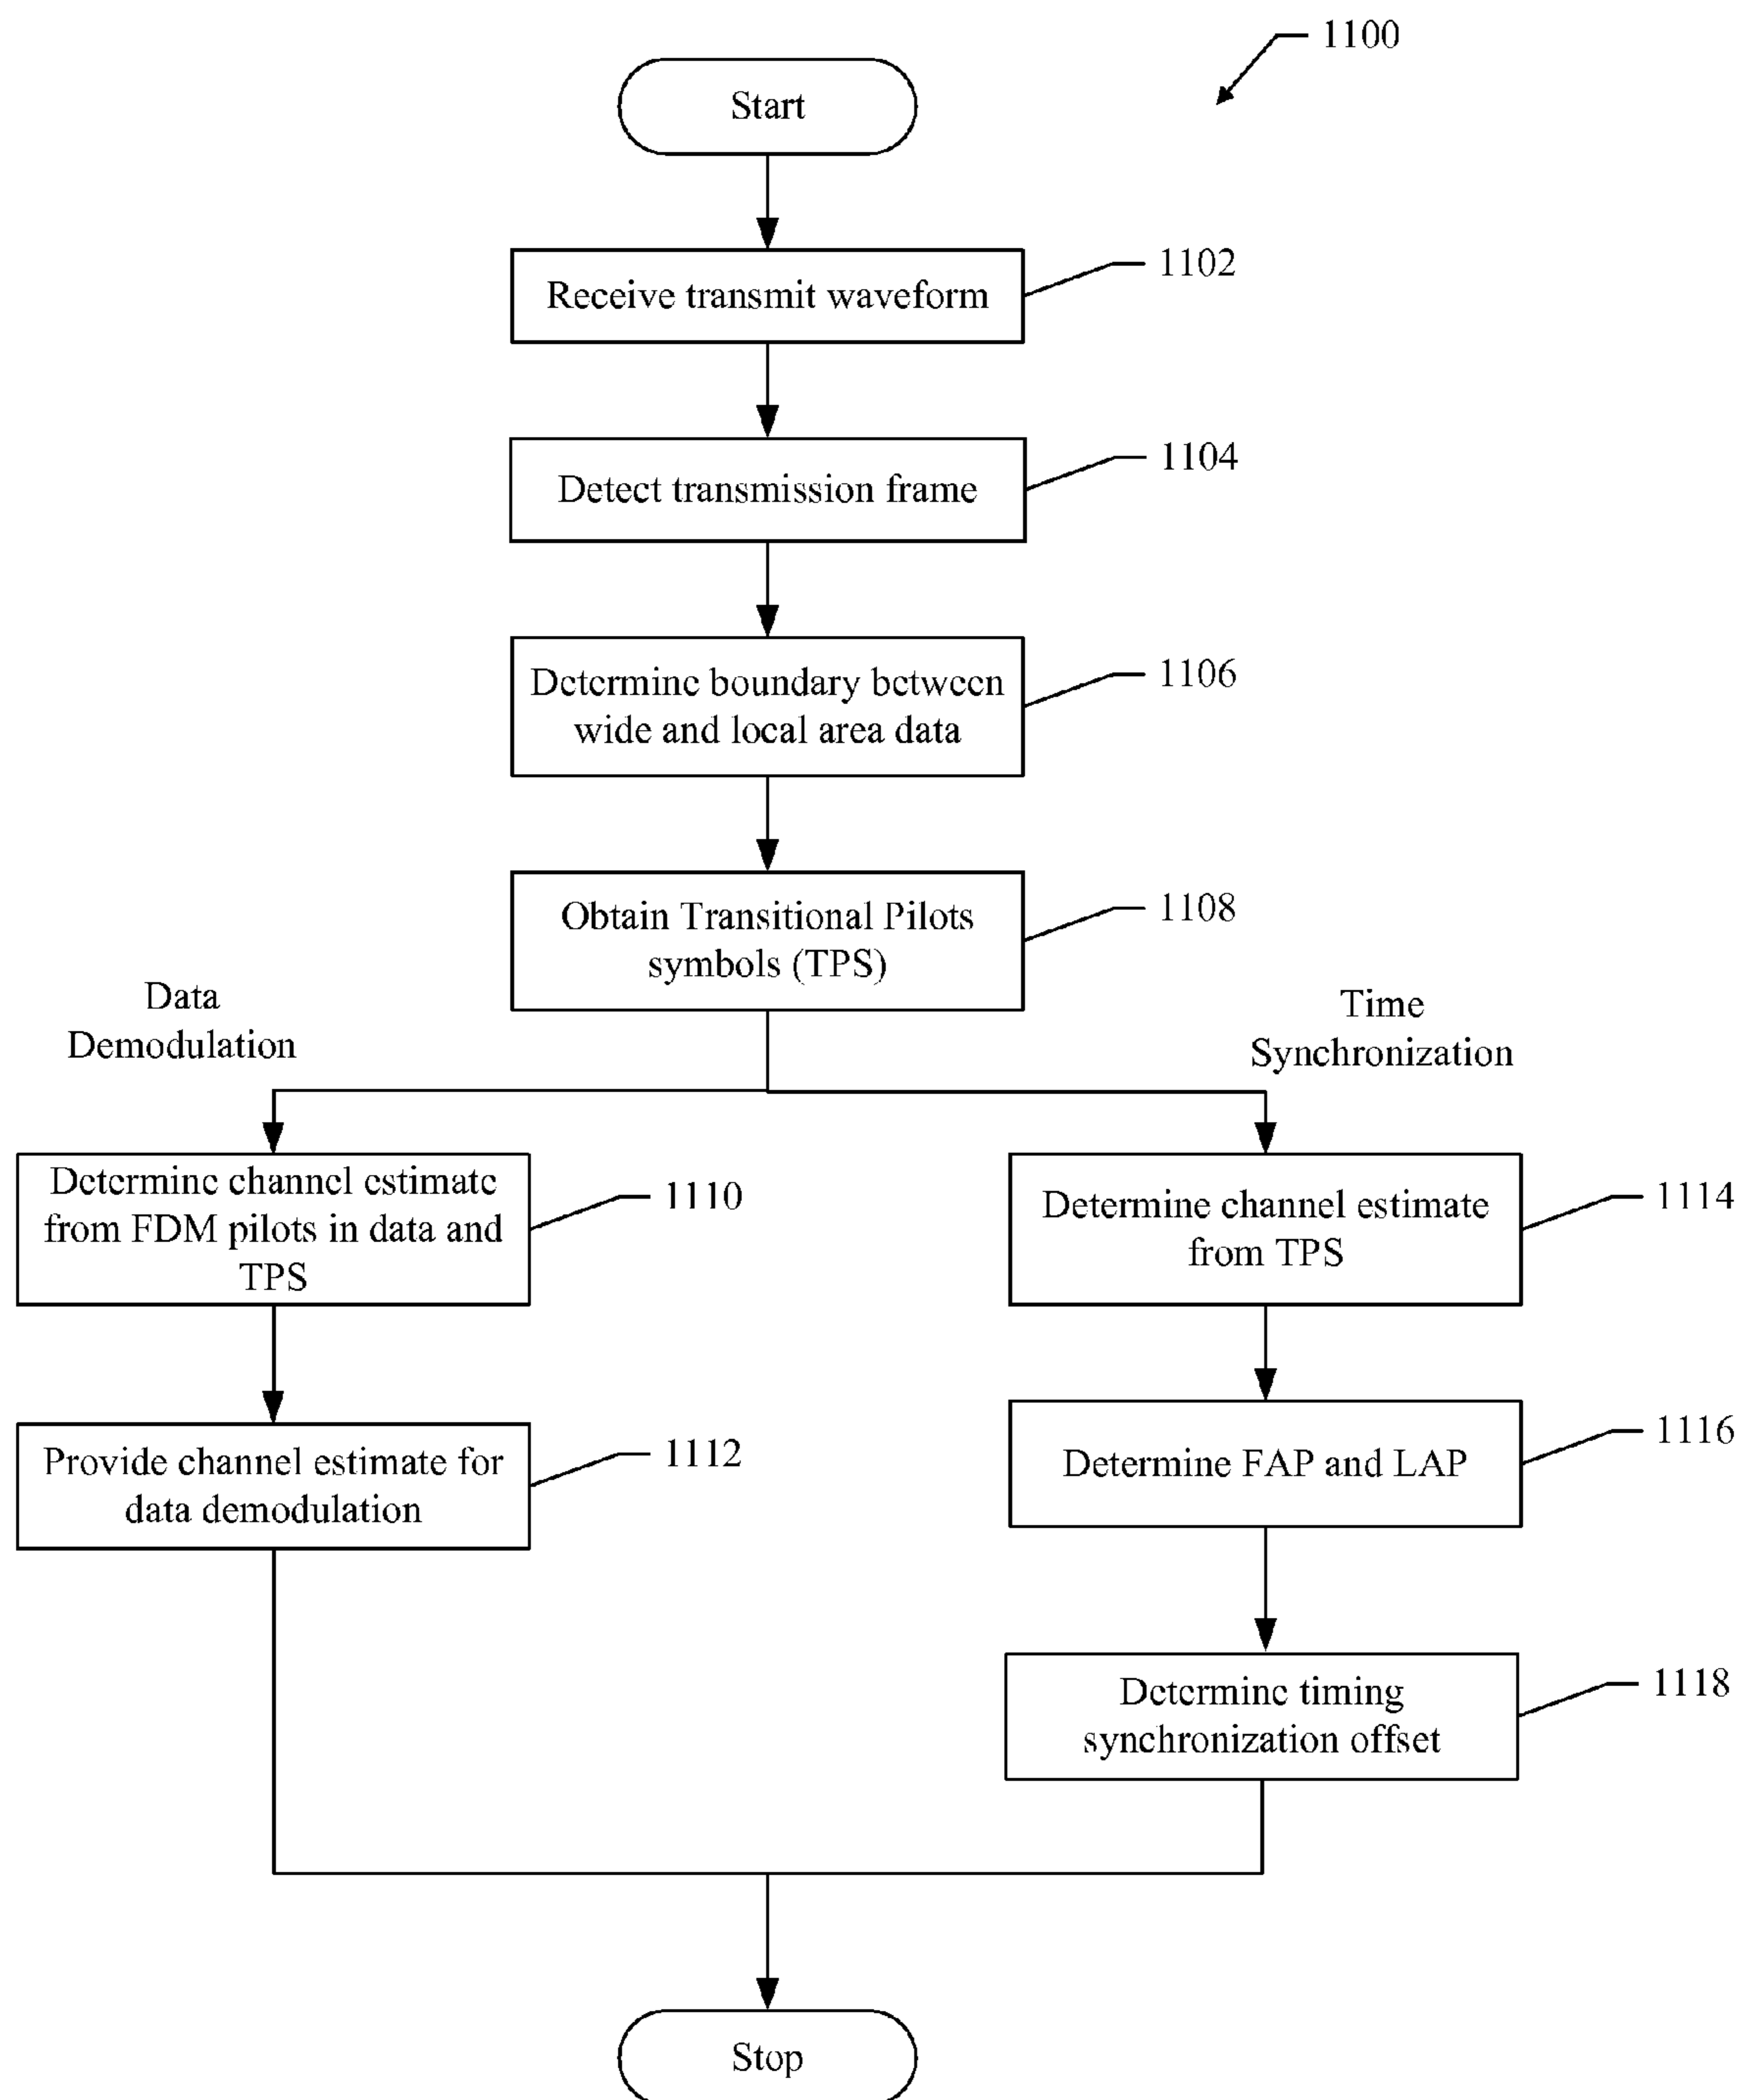 1100
Start
Receive transmit waveform
1102
Detect transmission frame
1104
Determine boundary between
wide and local area data
1106
Obtain Transitional Pilots
symbols (TPS)
1108
Data
Demodulation
Time
Synchronization
Determine channel estimate
from FDM pilots in data and
TPS
1110
Determine channel estimate
from TPS
1114
Provide channel estimate for
data demodulation
1112
Determine FAP and LAP
1116
Determine timing
synchronization offset
1118
Stop